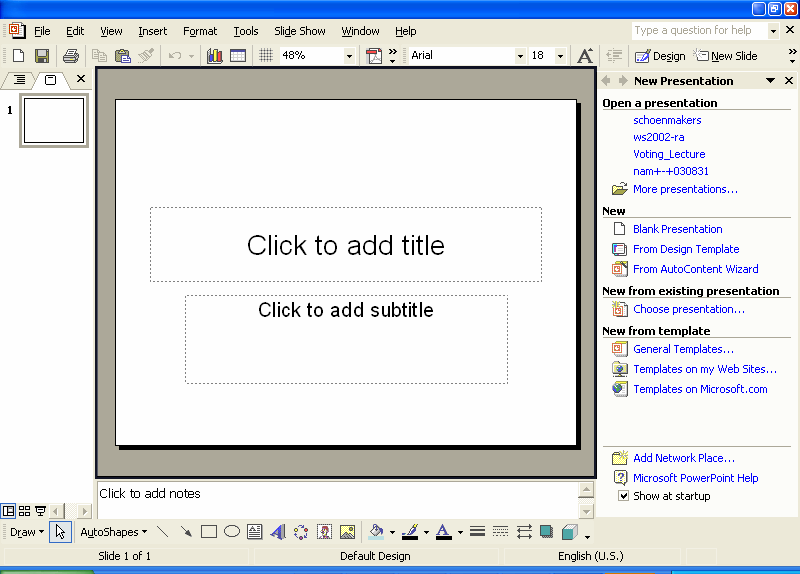 File Edit View Insert Format Tools Slide Show Window Help Type a question for help
48% Arial 18 A Design New Slide
New Presentation
1
Open a presentation
schoenmakers
ws2002-ra
Voting_Lecture
nam+-+030831
More presentations...
New
Blank Presentation
From Design Template
From AutoContent Wizard
New from existing presentation
Choose presentation...
New from template
General Templates...
Templates on my Web Sites...
Templates on Microsoft.com
Add Network Place...
Microsoft PowerPoint Help
Show at startup
Click to add title
Click to add subtitle
Click to add notes
Draw AutoShapes A
Slide 1 of 1 Default Design English (U.S.)